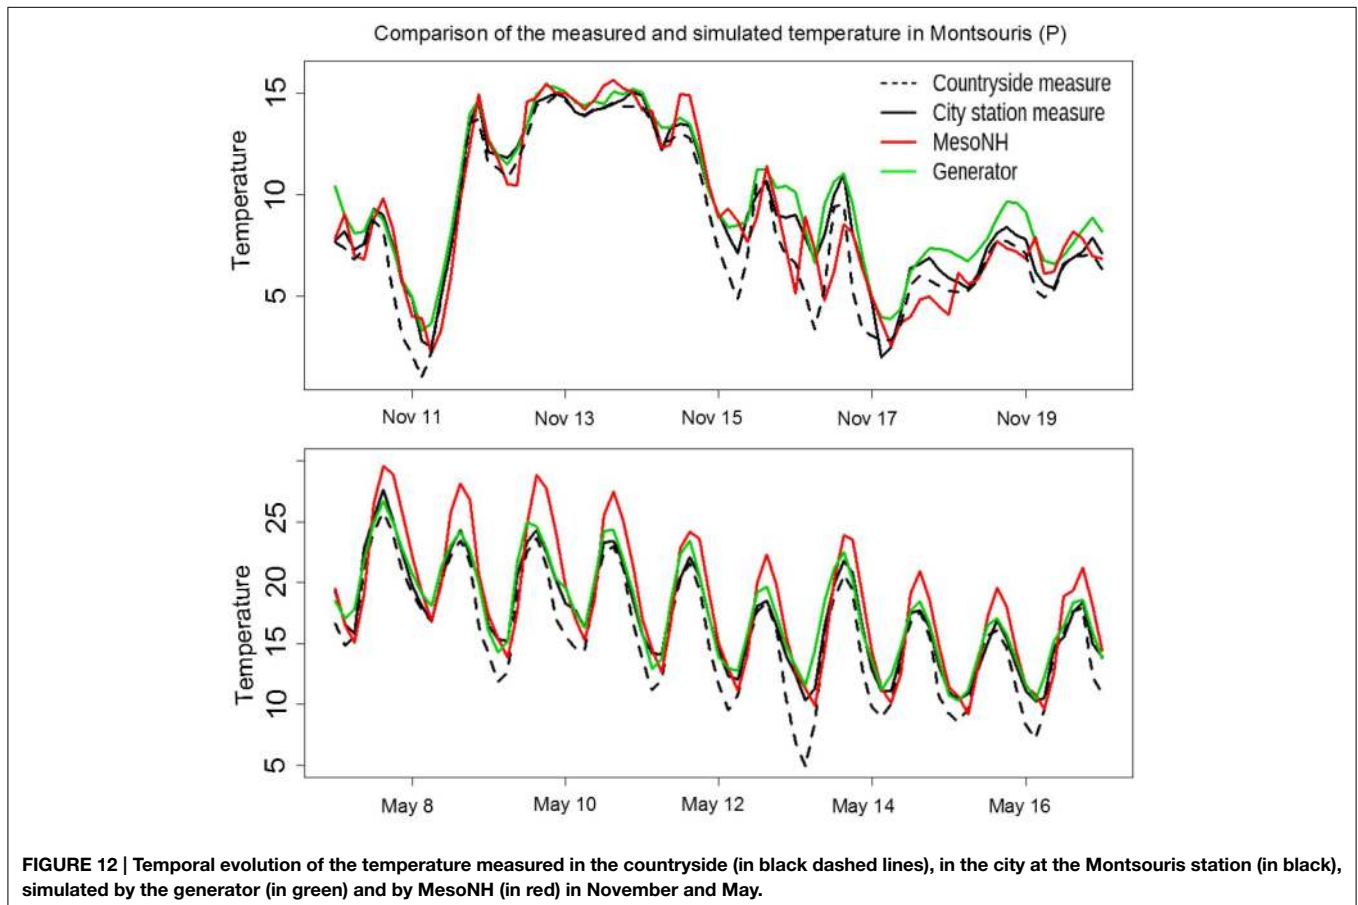 Comparison of the measured and simulated temperature in Montsouris (P)
Countryside measure
City station measure
MesoNH
Generator
Temperature
15
10
5
Nov 11
Nov 13
Nov 15
Nov 17
Nov 19
Temperature
25
20
15
10
5
May 8
May 10
May 12
May 14
May 16
FIGURE 12 | Temporal evolution of the temperature measured in the countryside (in black dashed lines), in the city at the Montsouris station (in black),
simulated by the generator (in green) and by MesoNH (in red) in November and May.